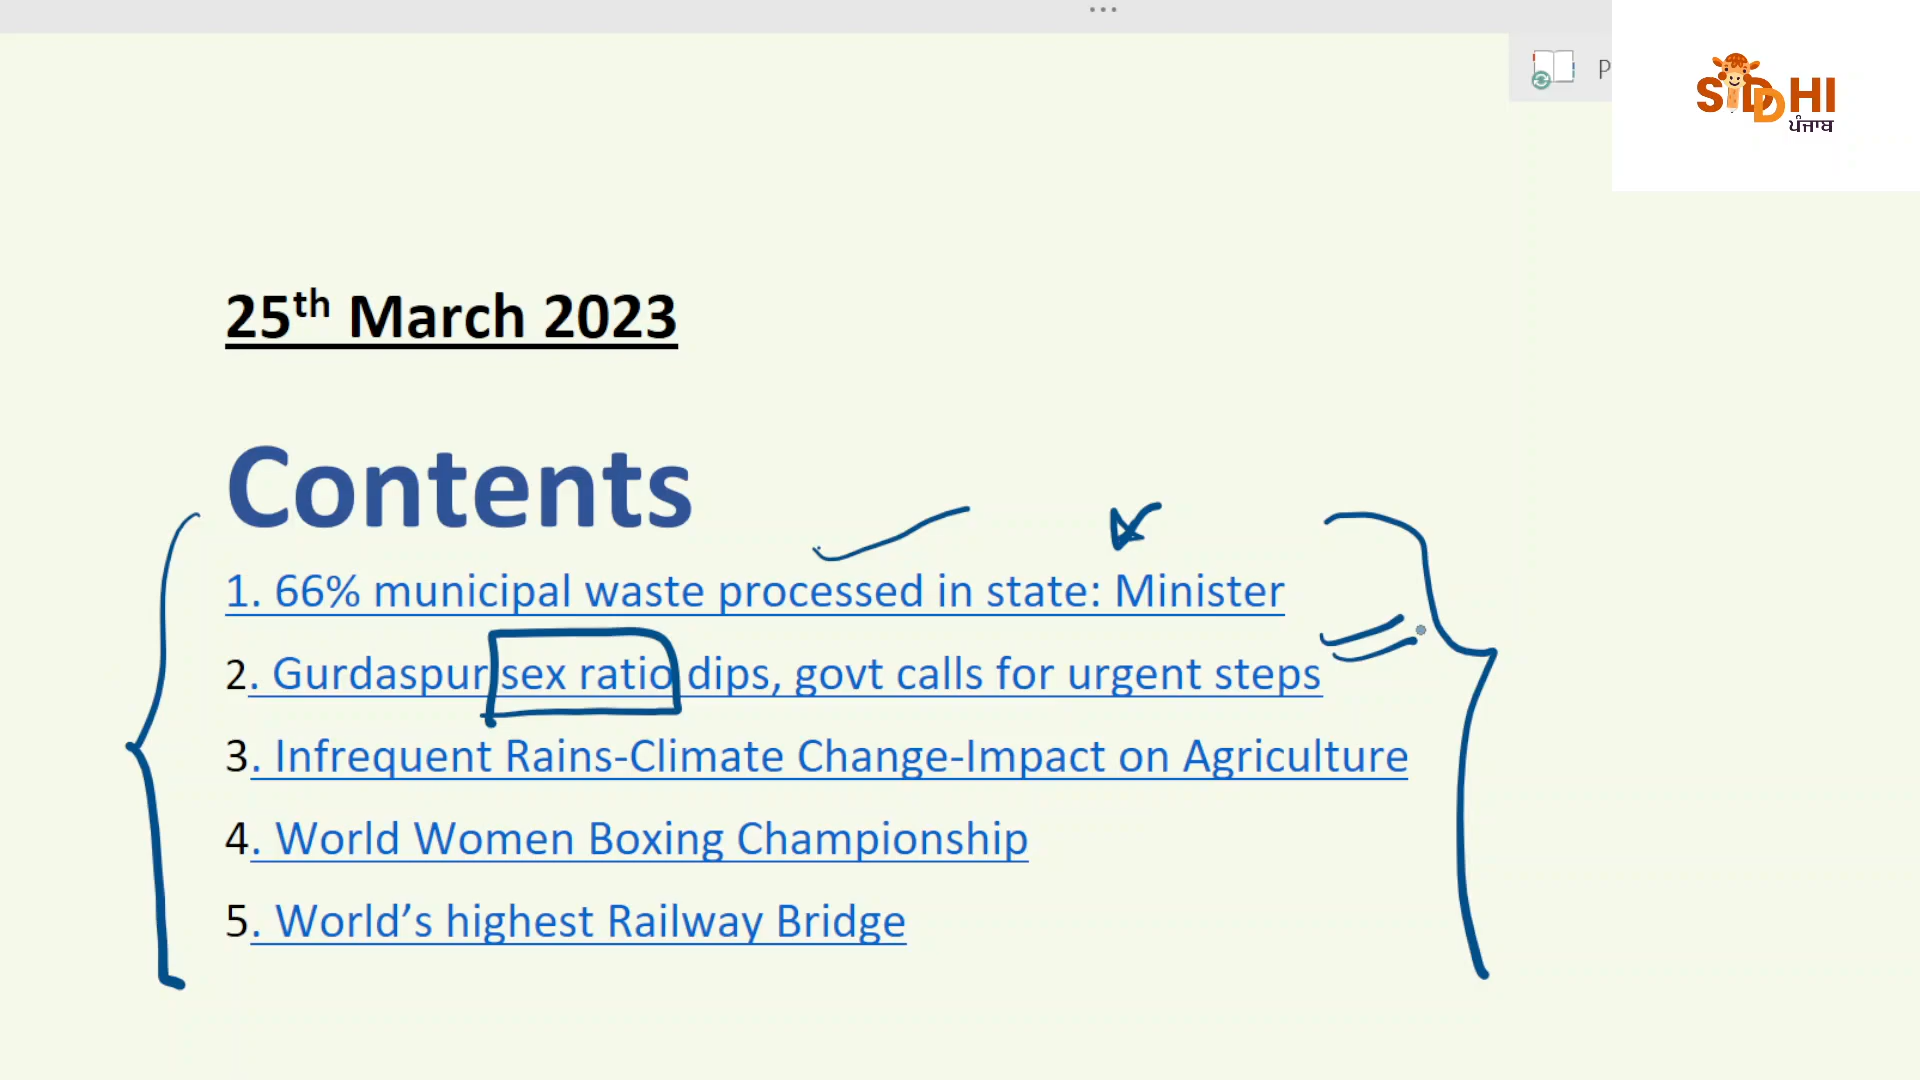 ...
P
SIDDHI
ਪੰਜਾਬ
25th March 2023
Contents
1. 66% municipal waste processed in state: Minister
2. Gurdaspur sex ratio dips, govt calls for urgent steps
3. Infrequent Rains-Climate Change-Impact on Agriculture
4. World Women Boxing Championship
5. World’s highest Railway Bridge